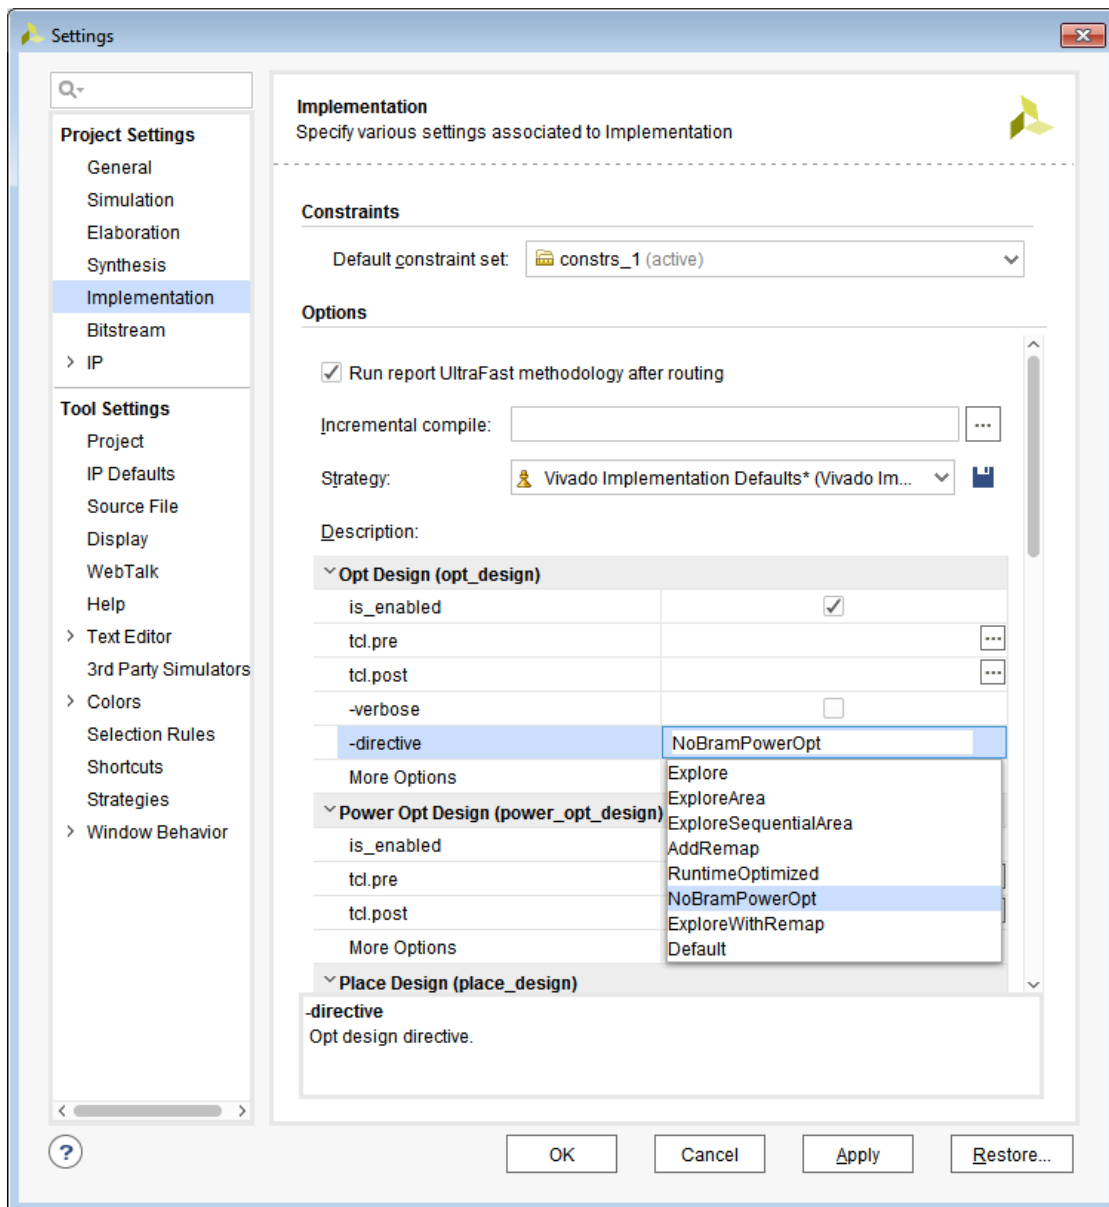 Settings
Project Settings
General
Simulation
Elaboration
Synthesis
Implementation
Bitstream
IP
Tool Settings
Project
IP Defaults
Source File
Display
WebTalk
Help
Text Editor
3rd Party Simulators
Colors
Selection Rules
Shortcuts
Strategies
Window Behavior
Implementation
Specify various settings associated to Implementation
Constraints
Default constraint set: constrs_1 (active)
Options
Run report UltraFast methodology after routing
Incremental compile: ...
Strategy: Vivado Implementation Defaults* (Vivado Im...
Description:
Opt Design (opt_design)
is_enabled
tcl.pre ...
tcl.post ...
-verbose
-directive NoBramPowerOpt
More Options
Explore
ExploreArea
ExploreSequentialArea
AddRemap
RuntimeOptimized
NoBramPowerOpt
ExploreWithRemap
Default
Power Opt Design (power_opt_design)
is_enabled
tcl.pre
tcl.post
More Options
Place Design (place_design)
-directive
Opt design directive.
? OK Cancel Apply Restore...